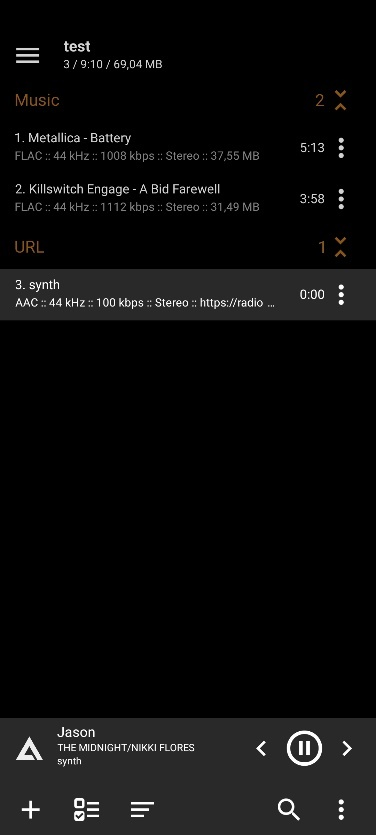 test
3 / 9:10 / 69,04 MB
Music 2
1. Metallica - Battery
FLAC :: 44 kHz :: 1008 kbps :: Stereo :: 37,55 MB
5:13
2. Killswitch Engage - A Bid Farewell
FLAC :: 44 kHz :: 1112 kbps :: Stereo :: 31,49 MB
3:58
URL 1
3. synth
AAC :: 44 kHz :: 100 kbps :: Stereo :: https://radio ...
0:00
Jason
THE MIDNIGHT/NIKKI FLORES
synth